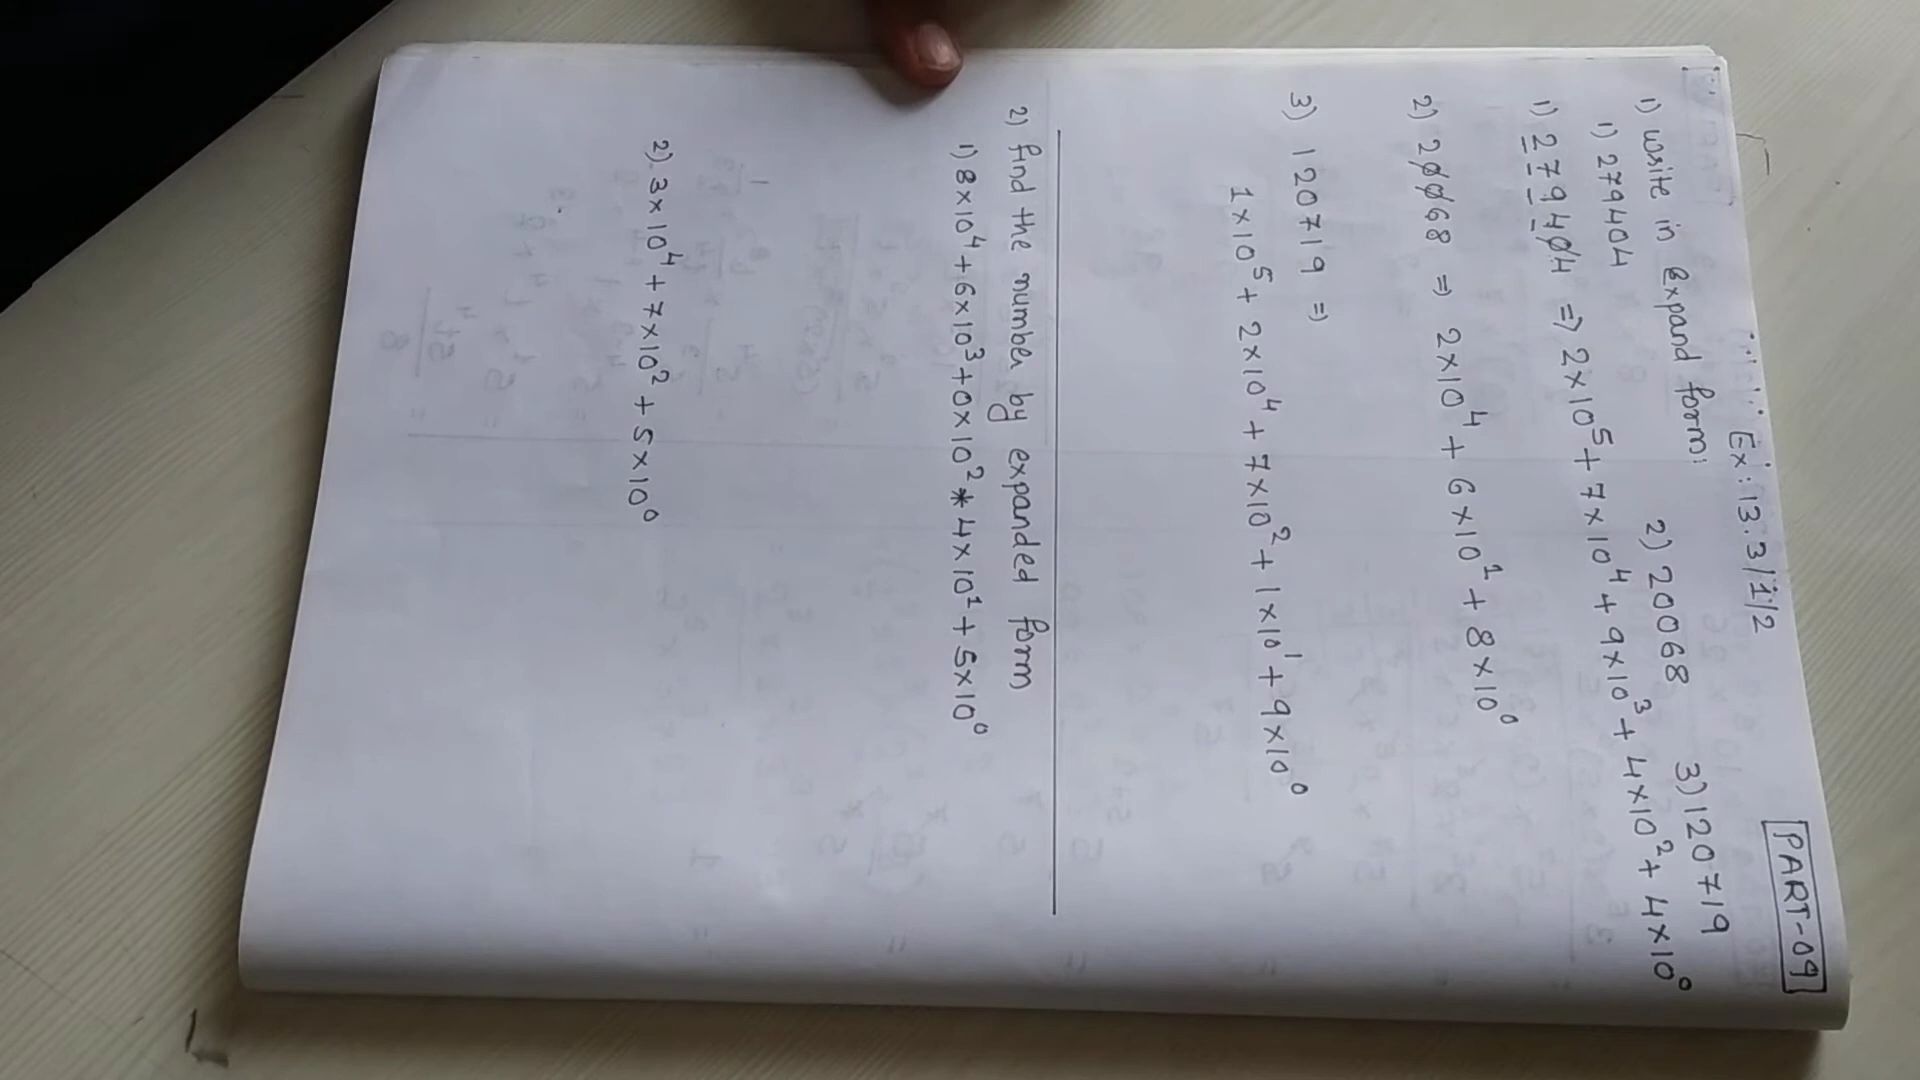 Ex: 13.3/1/2
PART-09
1) write in Expand form:
1) 279404 2) 20068 3) 120719
1) 279404 => 2×10⁵+ 7×10⁴+ 9×10³+ 4×10²+ 4×10⁰
2) 20068 => 2×10⁴ + 6×10¹ + 8×10⁰
3) 120719 =>
1×10⁵+ 2×10⁴+ 7×10²+ 1×10¹+ 9×10⁰
2) find the number by expanded form
1) 8×10⁴+6×10³+0×10²*4×10¹+5×10⁰
2). 3×10⁴+7×10²+5×10⁰